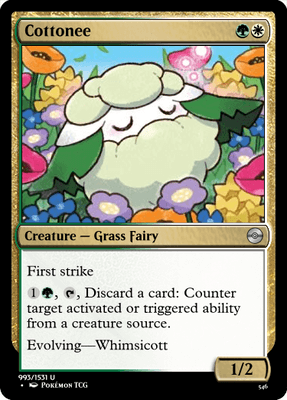 Cottonee
Creature — Grass Fairy
First strike
1, Discard a card: Counter
target activated or triggered ability
from a creature source.
Evolving—Whimsicott
1/2
993/1531 U
• Pokémon TCG
546